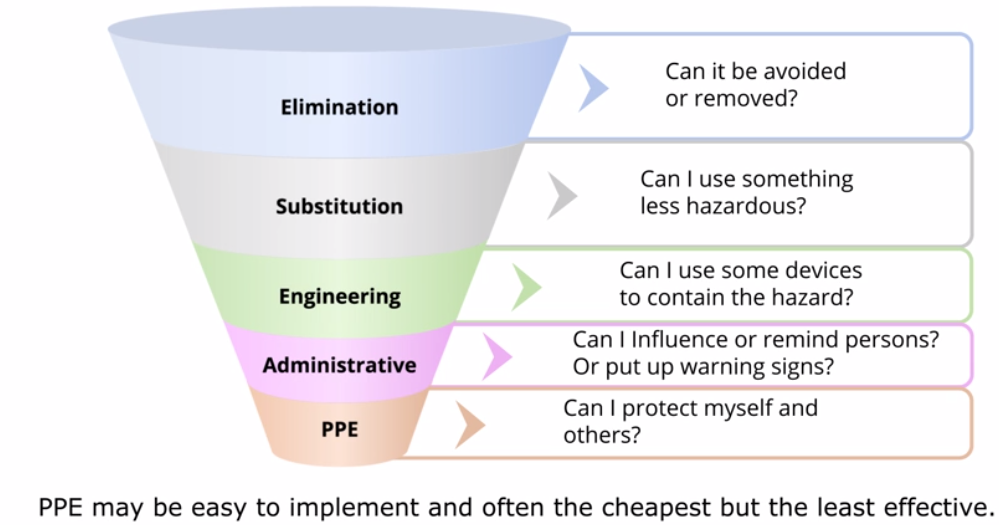 Elimination
Can it be avoided
or removed?
Substitution
Can I use something
less hazardous?
Engineering
Can I use some devices
to contain the hazard?
Administrative
Can I Influence or remind persons?
Or put up warning signs?
PPE
Can I protect myself and
others?
PPE may be easy to implement and often the cheapest but the least effective.